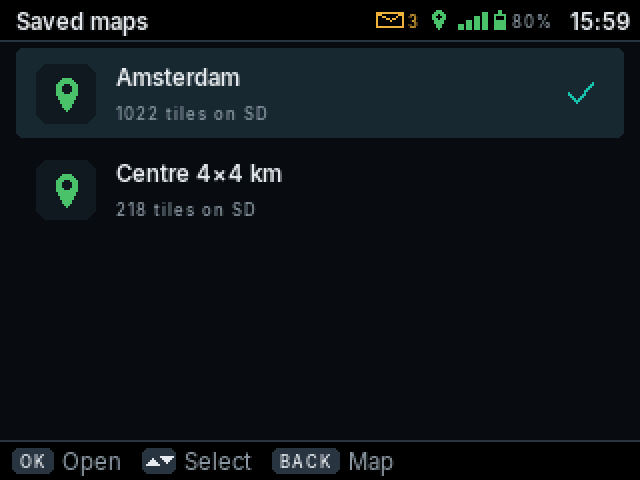 Saved maps 3 80% 15:59
Amsterdam
1022 tiles on SD
Centre 4×4 km
218 tiles on SD
OK Open Select BACK Map